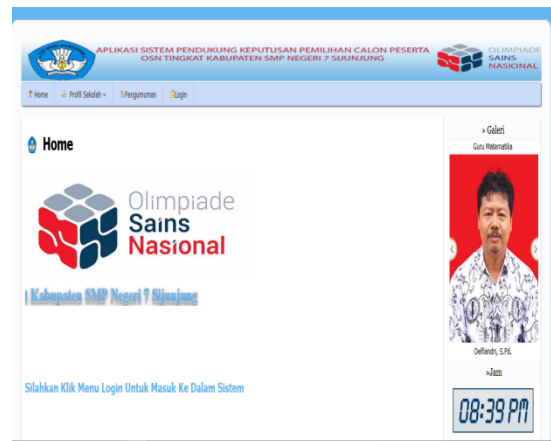 APLIKASI SISTEM PENDUKUNG KEPUTUSAN PEMILIHAN CALON PESERTA
OSN TINGKAT KABUPATEN SMP NEGERI 7 SIJUNJUNG
OLIMPIADE
SAINS
NASIONAL
Home
Profil Sekolah
Pengumuman
Login
Home
Olimpiade
Sains
Nasional
Kabupaten SMP Negeri 7 Sijunjung
Silahkan Klik Menu Login Untuk Masuk Ke Dalam Sistem
» Galeri
Guru Matematika
Delfiandri, S.Pd.
»Jam
08:39 PM